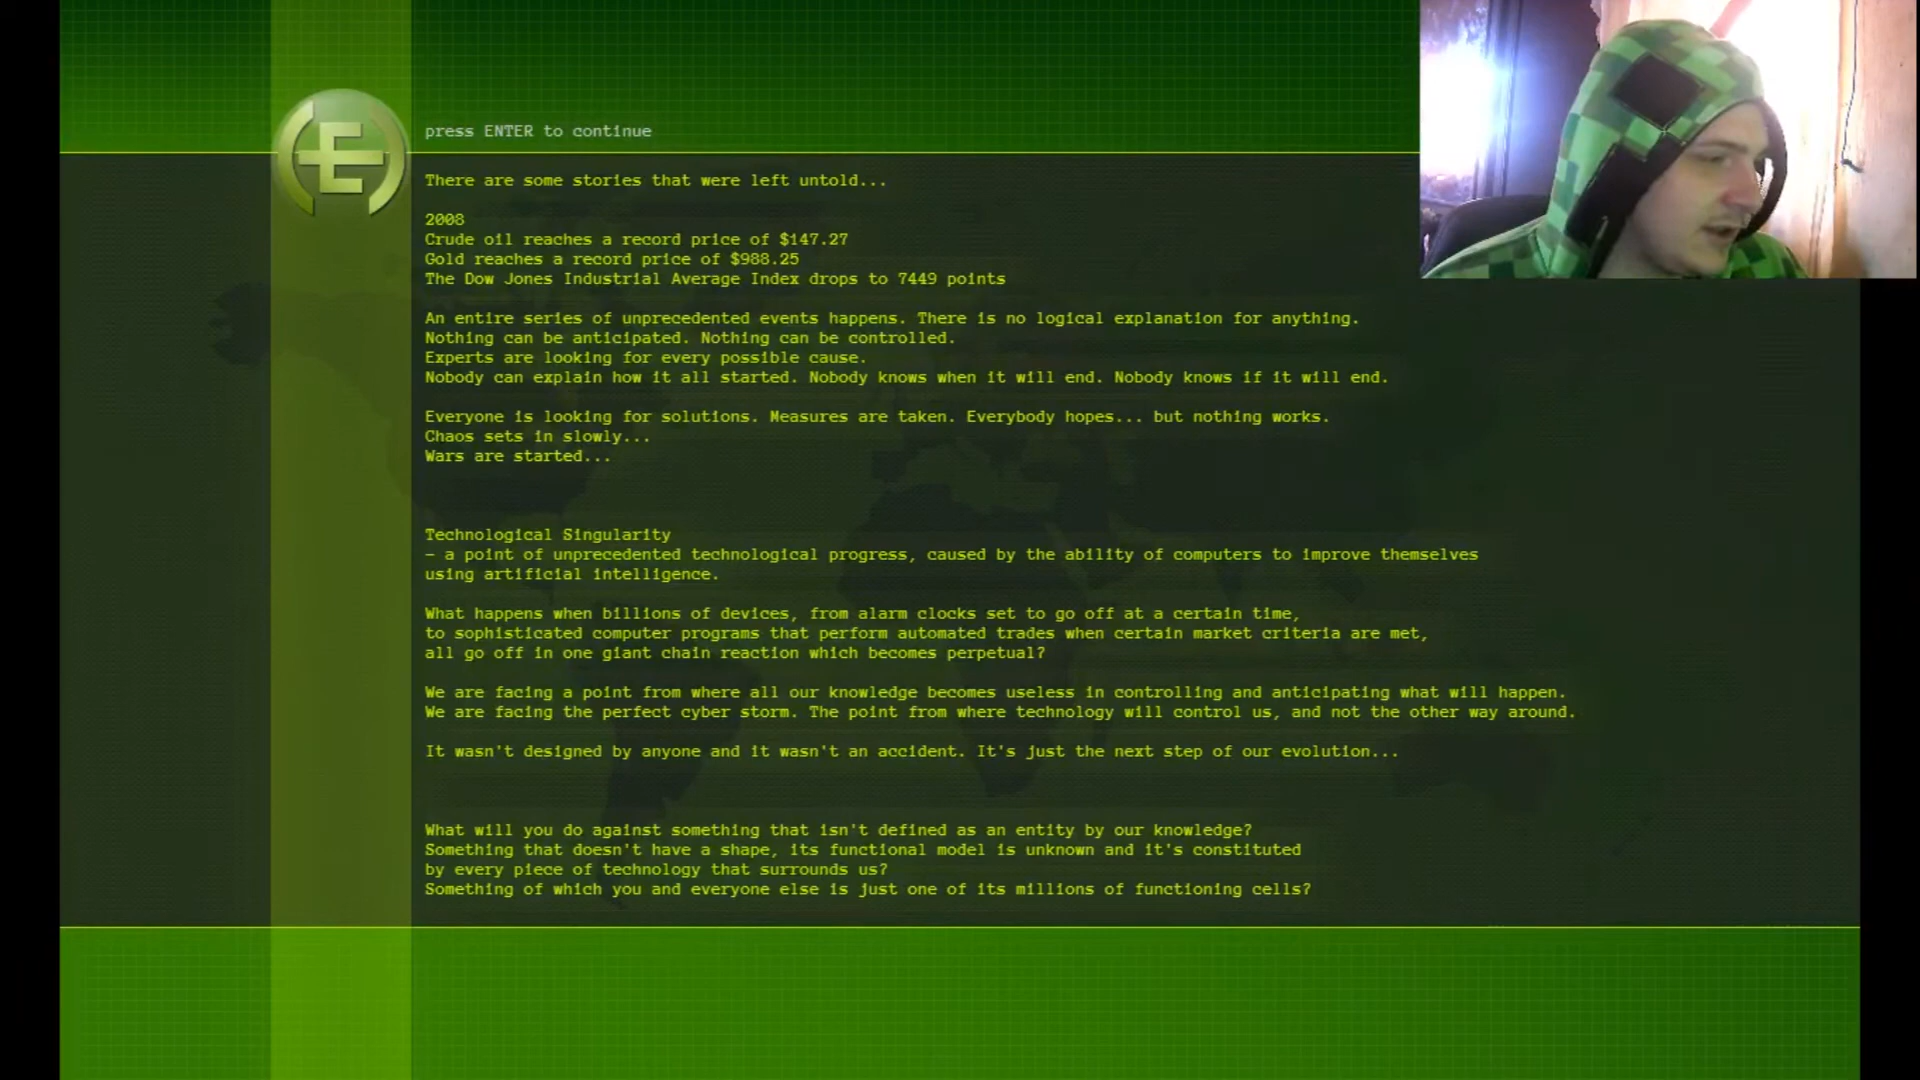 press ENTER to continue
There are some stories that were left untold...
2008
Crude oil reaches a record price of $147.27
Gold reaches a record price of $988.25
The Dow Jones Industrial Average Index drops to 7449 points
An entire series of unprecedented events happens. There is no logical explanation for anything.
Nothing can be anticipated. Nothing can be controlled.
Experts are looking for every possible cause.
Nobody can explain how it all started. Nobody knows when it will end. Nobody knows if it will end.
Everyone is looking for solutions. Measures are taken. Everybody hopes... but nothing works.
Chaos sets in slowly...
Wars are started...
Technological Singularity
- a point of unprecedented technological progress, caused by the ability of computers to improve themselves
using artificial intelligence.
What happens when billions of devices, from alarm clocks set to go off at a certain time,
to sophisticated computer programs that perform automated trades when certain market criteria are met,
all go off in one giant chain reaction which becomes perpetual?
We are facing a point from where all our knowledge becomes useless in controlling and anticipating what will happen.
We are facing the perfect cyber storm. The point from where technology will control us, and not the other way around.
It wasn't designed by anyone and it wasn't an accident. It's just the next step of our evolution...
What will you do against something that isn't defined as an entity by our knowledge?
Something that doesn't have a shape, its functional model is unknown and it's constituted
by every piece of technology that surrounds us?
Something of which you and everyone else is just one of its millions of functioning cells?